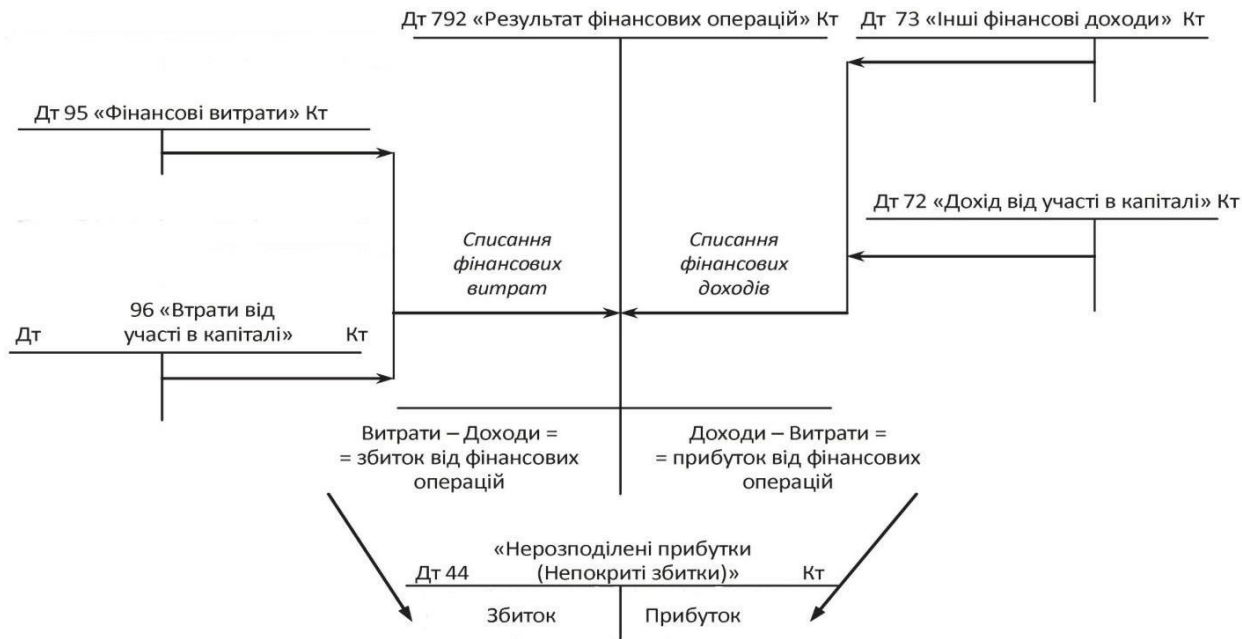 Дт 792 «Результат фінансових операцій» Кт
Дт 73 «Інші фінансові доходи» Кт
Дт 95 «Фінансові витрати» Кт
Дт 72 «Дохід від участі в капіталі» Кт
Списання
фінансових
витрат
Списання
фінансових
доходів
96 «Втрати від
Дт участі в капіталі» Кт
Витрати – Доходи =
= збиток від фінансових
операцій
Доходи – Витрати =
= прибуток від фінансових
операцій
«Нерозподілені прибутки
Дт 44 (Непокриті збитки)» Кт
Збиток Прибуток